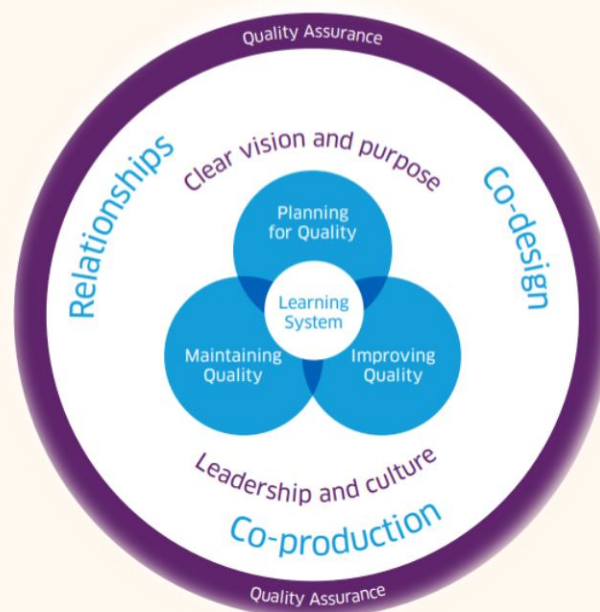 Quality Assurance
Clear vision and purpose
Relationships
Co-design
Planning
for Quality
Learning
System
Maintaining
Quality
Improving
Quality
Leadership and culture
Co-production
Quality Assurance